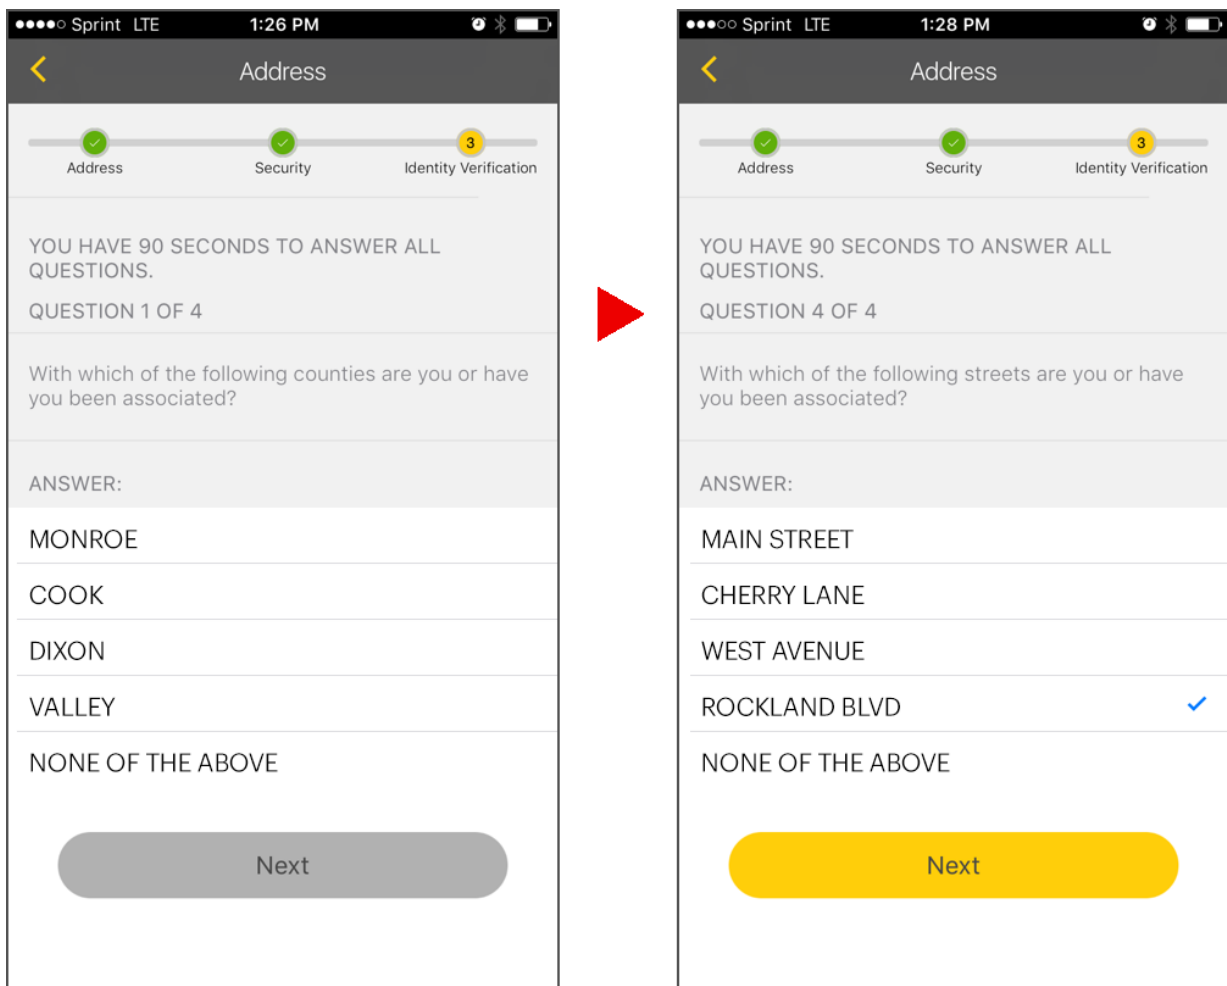 Sprint LTE 1:26 PM
Address
3
Address Security Identity Verification
YOU HAVE 90 SECONDS TO ANSWER ALL
QUESTIONS.
QUESTION 1 OF 4
With which of the following counties are you or have
you been associated?
ANSWER:
MONROE
COOK
DIXON
VALLEY
NONE OF THE ABOVE
Next
Sprint LTE 1:28 PM
Address
3
Address Security Identity Verification
YOU HAVE 90 SECONDS TO ANSWER ALL
QUESTIONS.
QUESTION 4 OF 4
With which of the following streets are you or have
you been associated?
ANSWER:
MAIN STREET
CHERRY LANE
WEST AVENUE
ROCKLAND BLVD
NONE OF THE ABOVE
Next